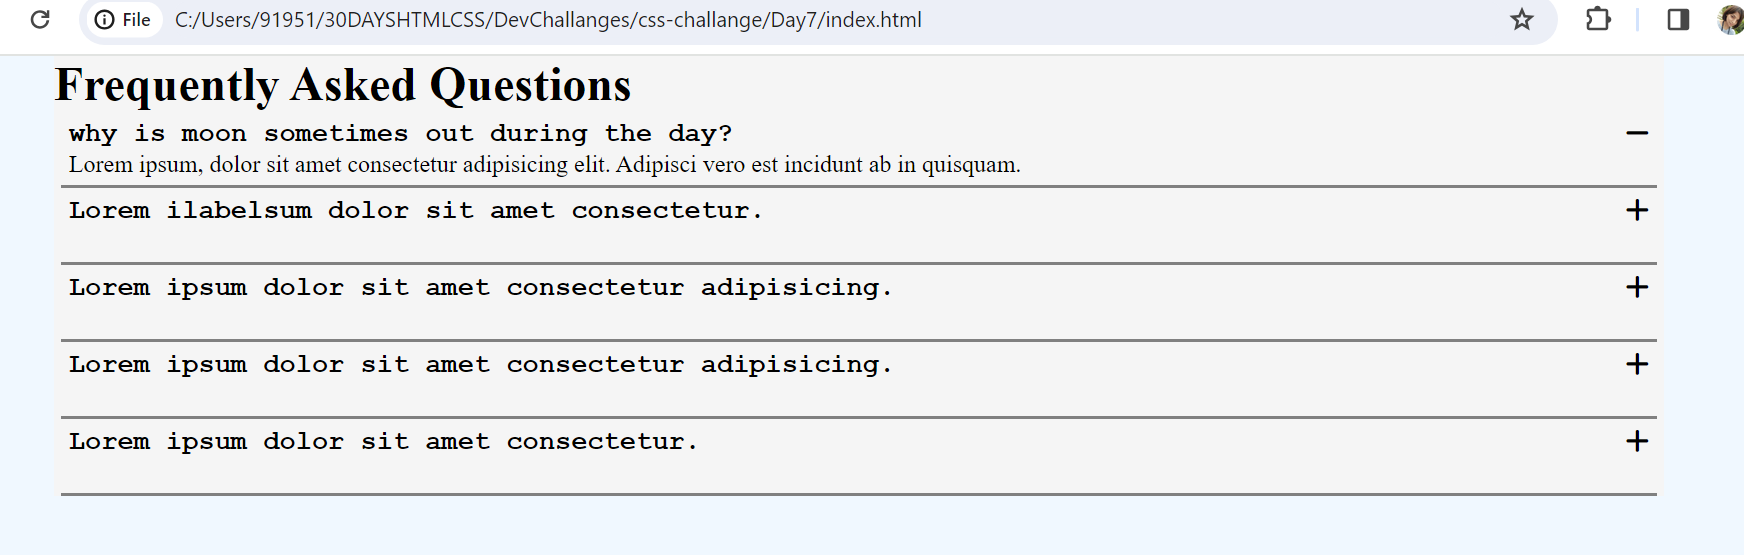 File C:/Users/91951/30DAYSHTMLCSS/DevChallanges/css-challange/Day7/index.html
Frequently Asked Questions
why is moon sometimes out during the day?
Lorem ipsum, dolor sit amet consectetur adipisicing elit. Adipisci vero est incidunt ab in quisquam.
Lorem ilabelsum dolor sit amet consectetur.
Lorem ipsum dolor sit amet consectetur adipisicing.
Lorem ipsum dolor sit amet consectetur adipisicing.
Lorem ipsum dolor sit amet consectetur.